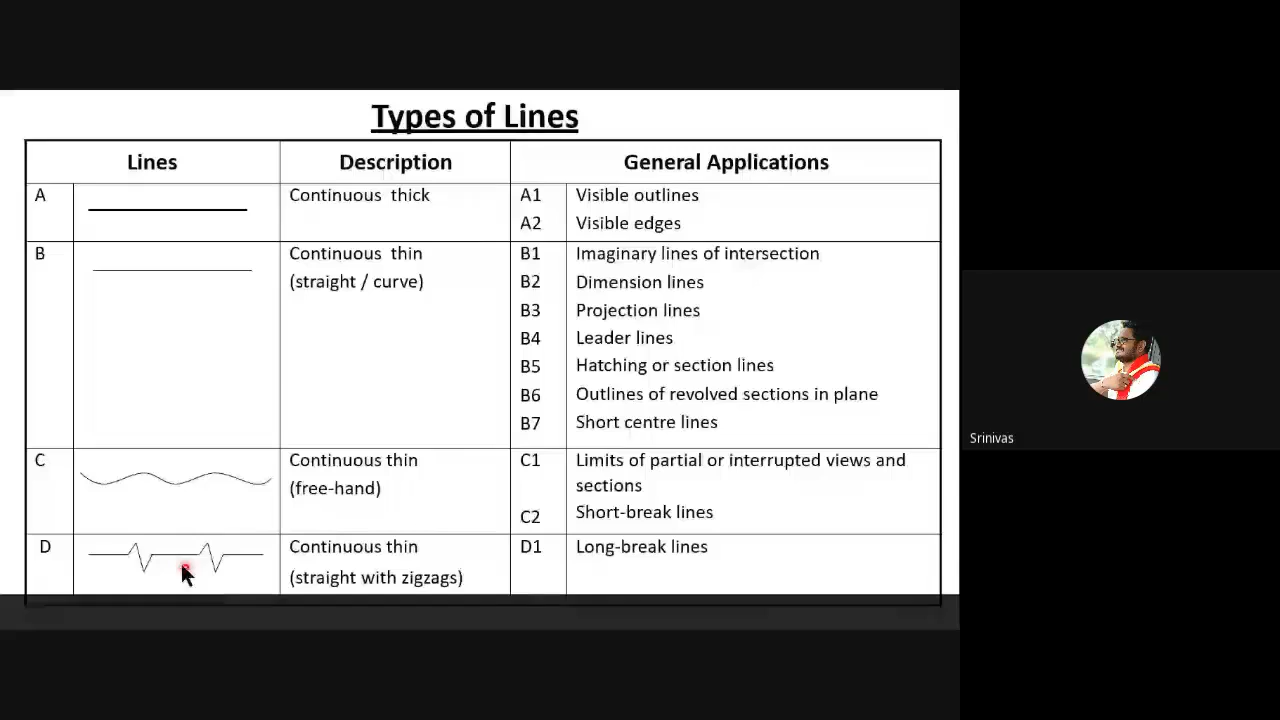 Types of Lines
Lines Description General Applications
A Continuous thick A1 Visible outlines
A2 Visible edges
B Continuous thin B1 Imaginary lines of intersection
(straight / curve) B2 Dimension lines
B3 Projection lines
B4 Leader lines
B5 Hatching or section lines
B6 Outlines of revolved sections in plane
B7 Short centre lines
C Continuous thin C1 Limits of partial or interrupted views and
(free-hand) sections
C2 Short-break lines
D Continuous thin D1 Long-break lines
(straight with zigzags)
Srinivas